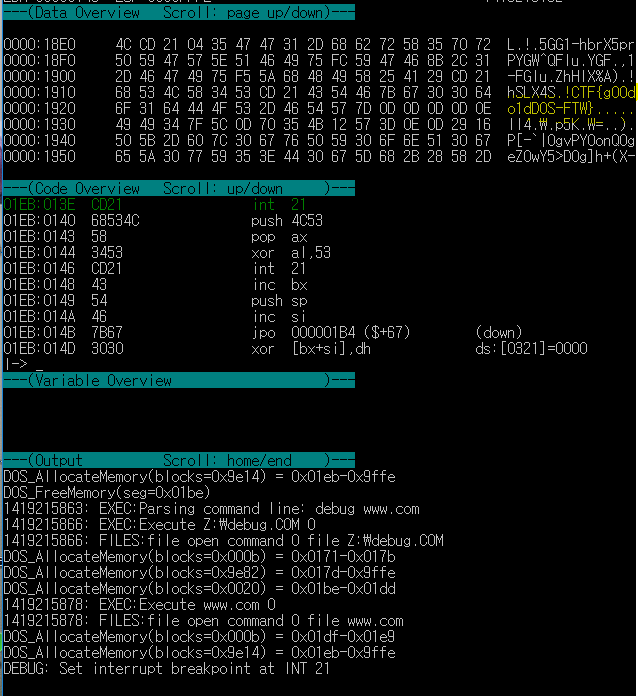 ---(Data Overview   Scroll: page up/down)---
0000:18E0 4C CD 21 04 35 47 47 31 2D 68 62 72 58 35 70 72 L.!.5GG1-hbrX5pr
0000:18F0 50 59 47 57 5E 51 46 49 75 FC 59 47 46 8B 2C 31 PYGW^QFIu.YGF.,1
0000:1900 2D 46 47 49 75 F5 5A 68 48 49 58 25 41 29 CD 21 -FGIu.ZhHIX%A).!
0000:1910 68 53 4C 58 34 53 CD 21 43 54 46 7B 67 30 30 64 hSLX4S.!CTF{g00d
0000:1920 6F 31 64 44 4F 53 2D 46 54 57 7D 0D 0D 0D 0D 0E o1dDOS-FTW}.....
0000:1930 49 49 34 7F 5C 0D 70 35 4B 12 57 3D 0E 0D 29 16 II4.₩.p5K.W=..).
0000:1940 50 5B 2D 60 7C 30 67 76 50 59 30 6F 6E 51 30 67 P[-`|0gvPY0onQ0g
0000:1950 65 5A 30 77 59 35 3E 44 30 67 5D 68 2B 28 58 2D eZ0wY5>D0g]h+(X-
---(Code Overview   Scroll: up/down        )---
01EB:013E CD21 int 21
01EB:0140 68534C push 4C53
01EB:0143 58 pop ax
01EB:0144 3453 xor al,53
01EB:0146 CD21 int 21
01EB:0148 43 inc bx
01EB:0149 54 push sp
01EB:014A 46 inc si
01EB:014B 7B67 jpo 000001B4 ($+67) (down)
01EB:014D 3030 xor [bx+si],dh ds:[0321]=0000
|-> _
---(Variable Overview                      )---
---(Output          Scroll: home/end       )---
DOS_AllocateMemory(blocks=0x9e14) = 0x01eb-0x9ffe
DOS_FreeMemory(seg=0x01be)
1419215863: EXEC:Parsing command line: debug www.com
1419215866: EXEC:Execute Z:₩debug.COM 0
1419215866: FILES:file open command 0 file Z:₩debug.COM
DOS_AllocateMemory(blocks=0x000b) = 0x0171-0x017b
DOS_AllocateMemory(blocks=0x9e82) = 0x017d-0x9ffe
DOS_AllocateMemory(blocks=0x0020) = 0x01be-0x01dd
1419215878: EXEC:Execute www.com 0
1419215878: FILES:file open command 0 file www.com
DOS_AllocateMemory(blocks=0x000b) = 0x01df-0x01e9
DOS_AllocateMemory(blocks=0x9e14) = 0x01eb-0x9ffe
DEBUG: Set interrupt breakpoint at INT 21